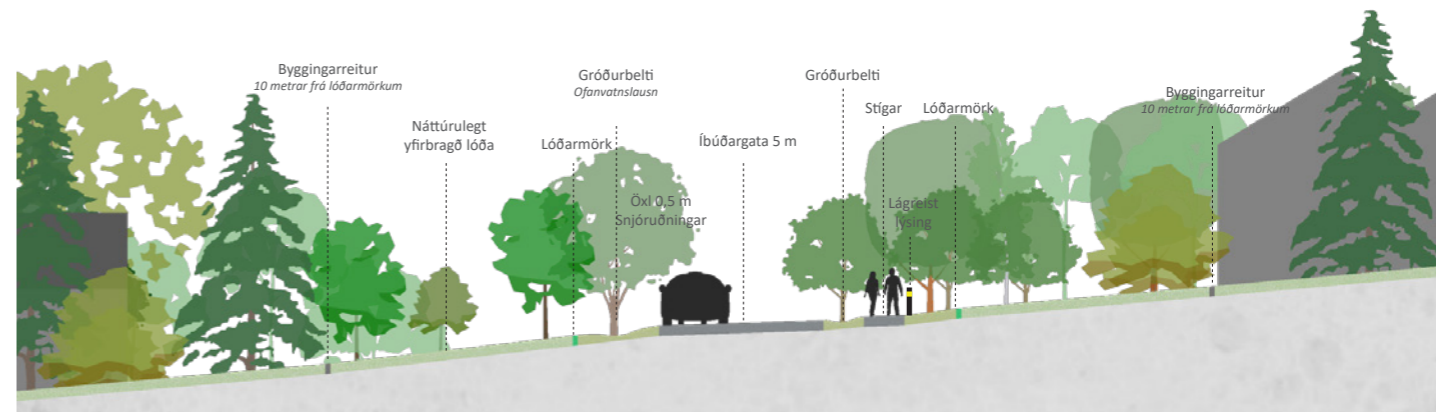 Byggingarreitur
10 metrar frá lóðarmörkum
Náttúrulegt
yfirbragð lóða
Lóðarmörk
Gróðurbelti
Ofanvatnslausn
Öxl 0,5 m
Snjóruðningar
Íbúðargata 5 m
Gróðurbelti
Stígar
Lágreist
lýsing
Lóðarmörk
Byggingarreitur
10 metrar frá lóðarmörkum